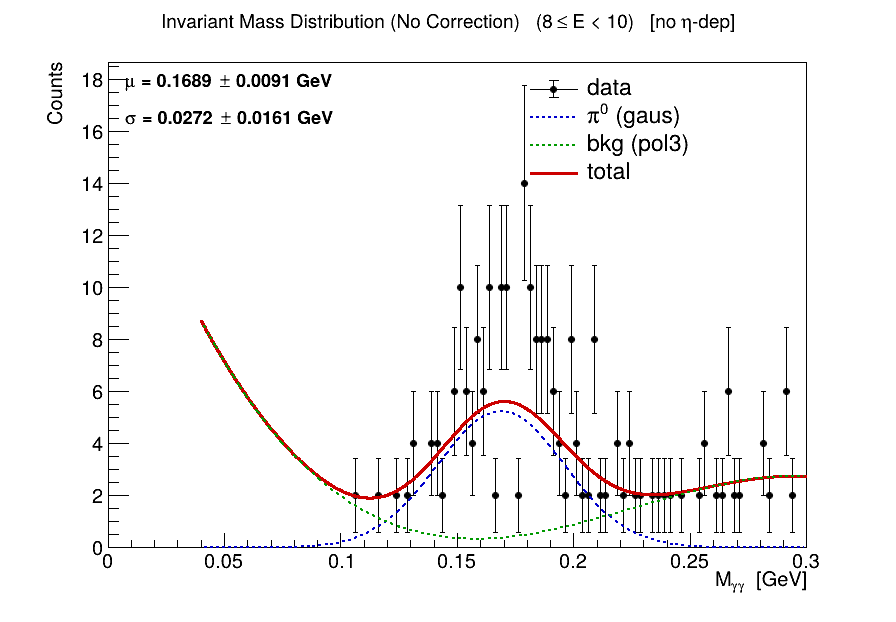 Invariant Mass Distribution (No Correction) (8 ≤ E < 10) [no η-dep]
Counts
μ = 0.1689 ± 0.0091 GeV
σ = 0.0272 ± 0.0161 GeV
data
π⁰ (gaus)
bkg (pol3)
total
18
16
14
12
10
8
6
4
2
0
0 0.05 0.1 0.15 0.2 0.25 0.3
Mγγ [GeV]